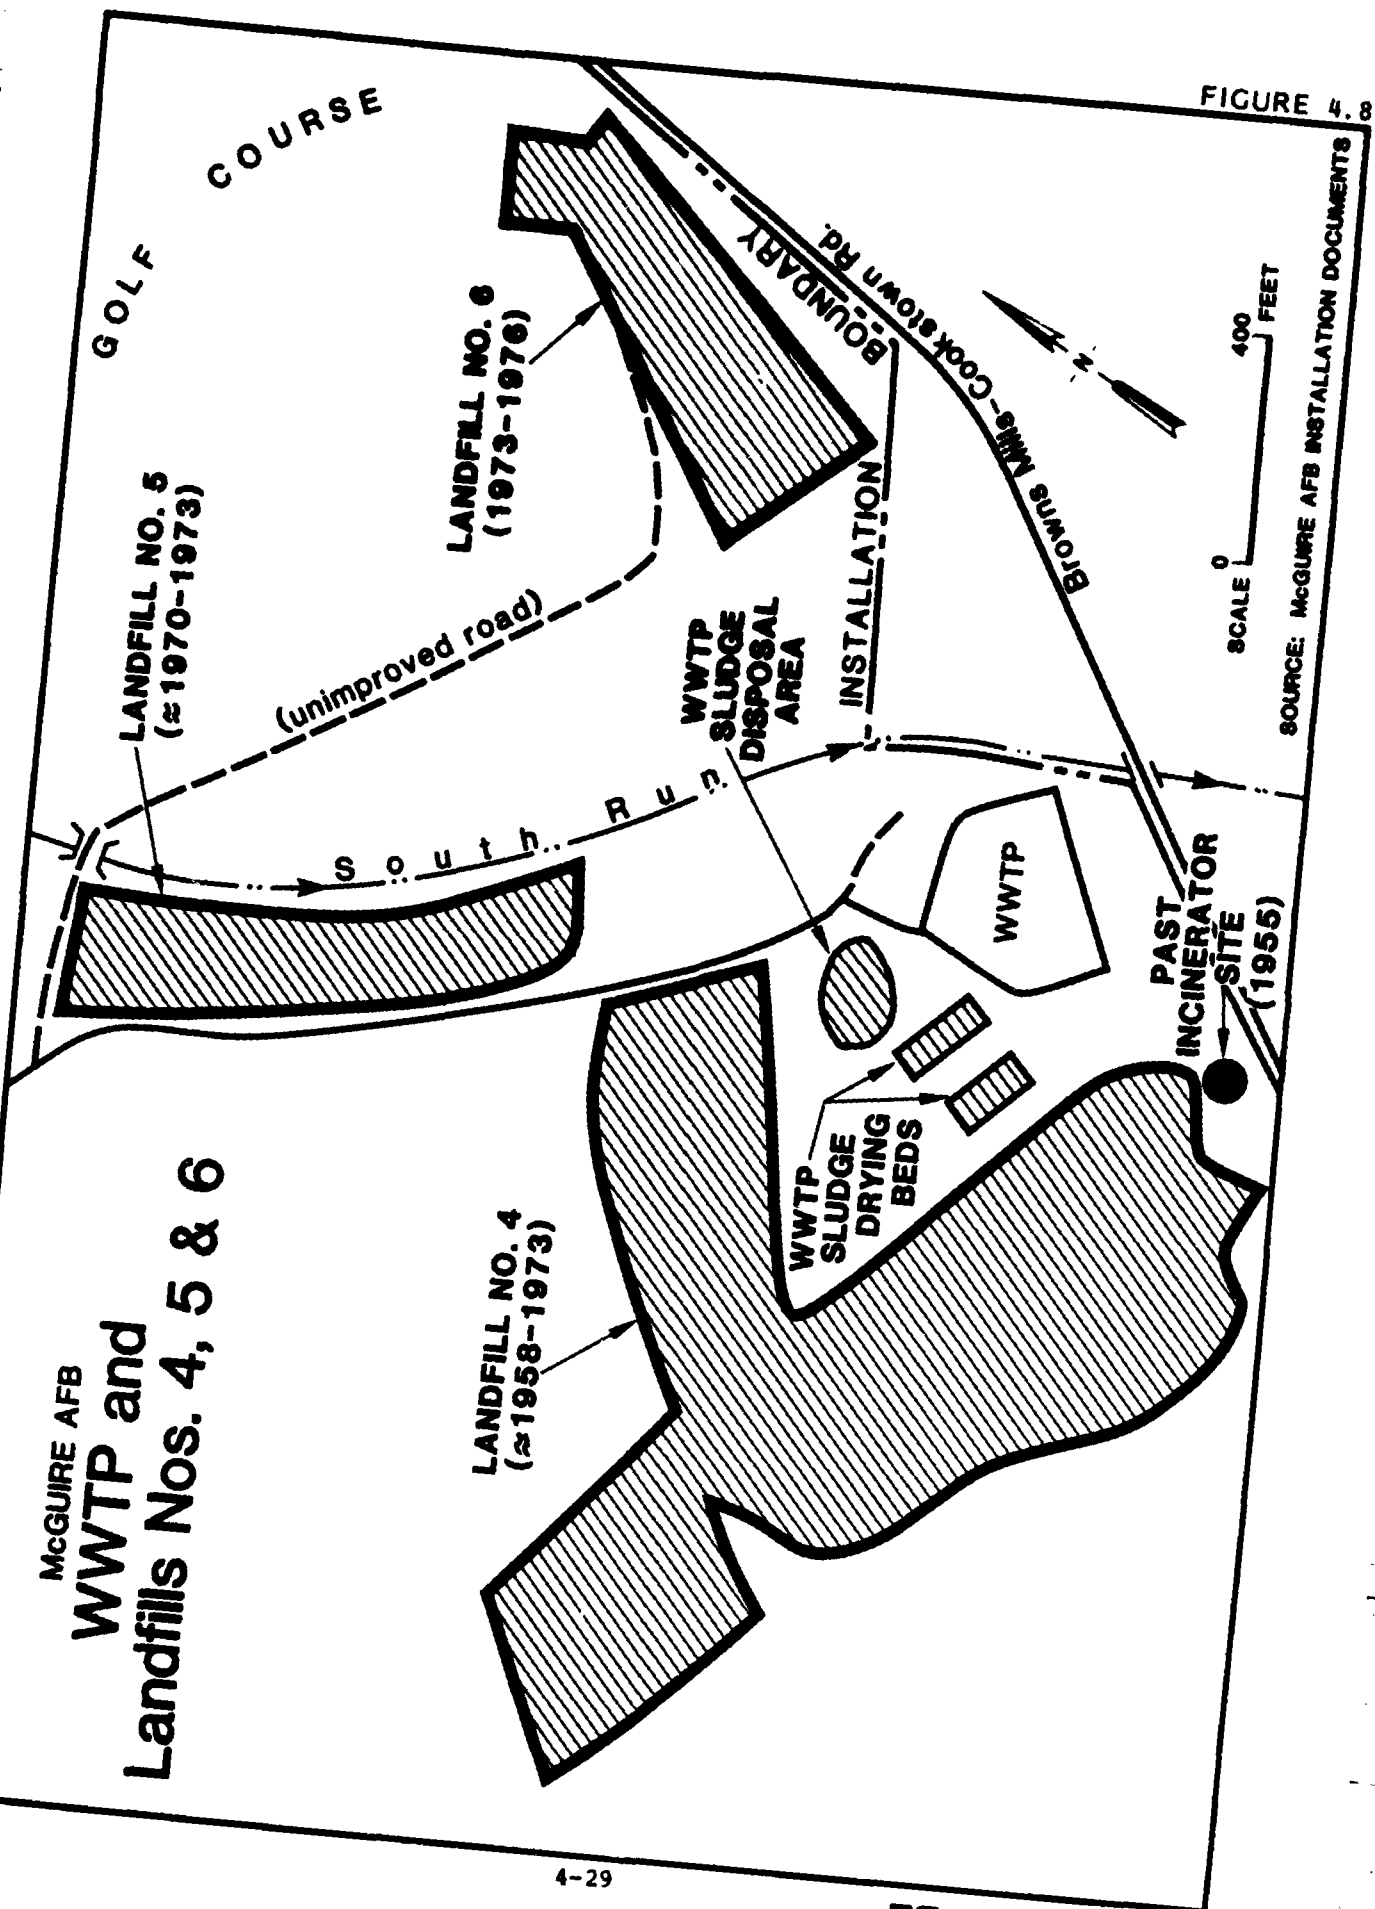 FIGURE 4.8
McGUIRE AFB
WWTP and
Landfills Nos. 4, 5 & 6
GOLF COURSE
LANDFILL NO. 5
(≈1970-1973)
LANDFILL NO. 6
(1973-1976)
(unimproved road)
South Run
LANDFILL NO. 4
(≈1958-1973)
WWTP
SLUDGE
DISPOSAL
AREA
WWTP
SLUDGE
DRYING
BEDS
WWTP
INSTALLATION BOUNDARY
Browns Mills-Cookstown Rd.
PAST
INCINERATOR
SITE
(1955)
N
SCALE 0 400 FEET
SOURCE: McGUIRE AFB INSTALLATION DOCUMENTS
4-29